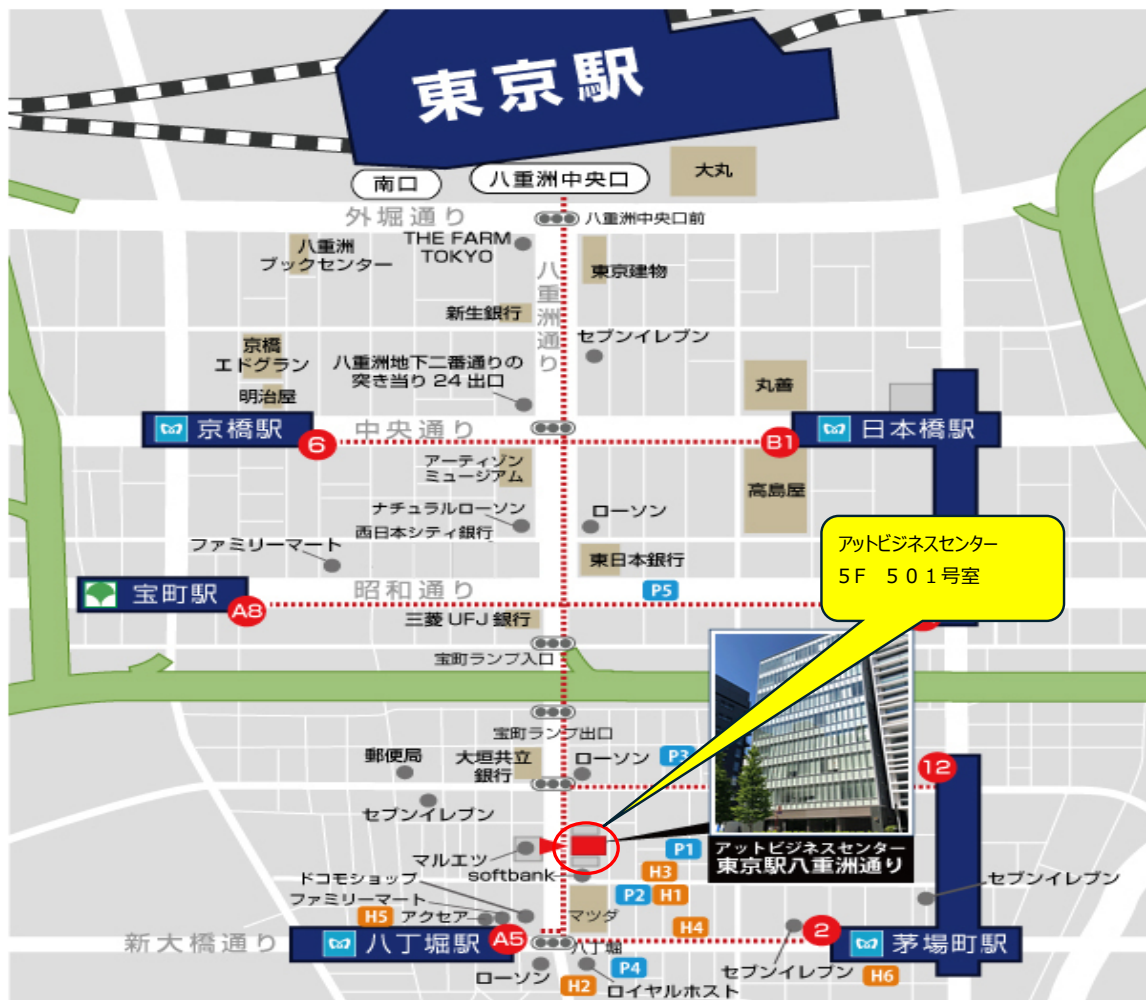 東京駅
南口
八重洲中央口
大丸
外堀通り
八重洲中央口前
八重洲
ブックセンター
THE FARM
TOKYO
八重洲通り
東京建物
新生銀行
セブンイレブン
京橋
エドグラン
八重洲地下二番通りの
突き当り 24 出口
明治屋
丸善
京橋駅
6
中央通り
B1
日本橋駅
アーティゾン
ミュージアム
高島屋
ナチュラルローソン
ローソン
西日本シティ銀行
ファミリーマート
東日本銀行
アットビジネスセンター
5F ５０１号室
宝町駅
A8
昭和通り
P5
三菱 UFJ 銀行
宝町ランプ入口
宝町ランプ出口
郵便局
大垣共立
銀行
ローソン
P3
12
セブンイレブン
マルエツ
softbank
P1
アットビジネスセンター
東京駅八重洲通り
ドコモショップ
H3
セブンイレブン
ファミリーマート
P2
H1
H5
アクセア
マツダ
H4
新大橋通り
八丁堀駅
A5
八丁堀
2
茅場町駅
ローソン
H2
P4
ロイヤルホスト
セブンイレブン
H6